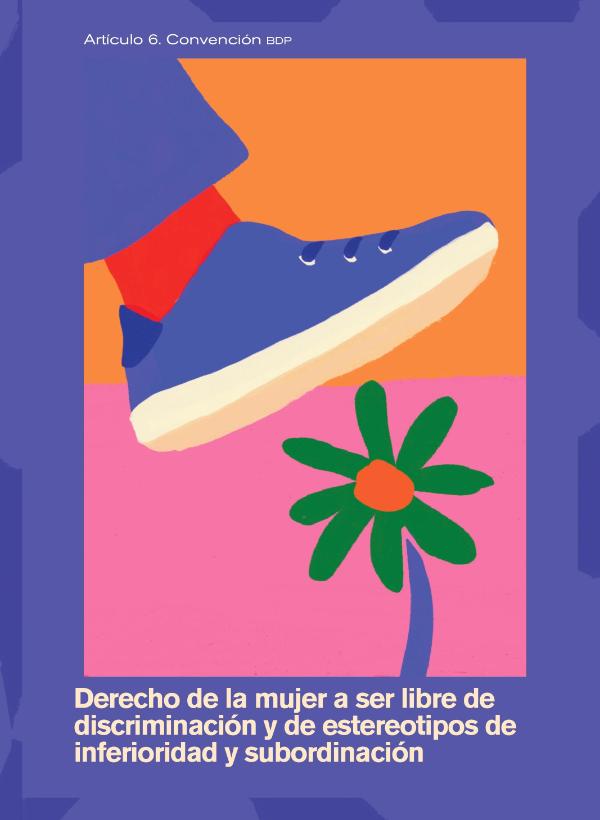 Artículo 6. Convención BDP
Derecho de la mujer a ser libre de
discriminación y de estereotipos de
inferioridad y subordinación